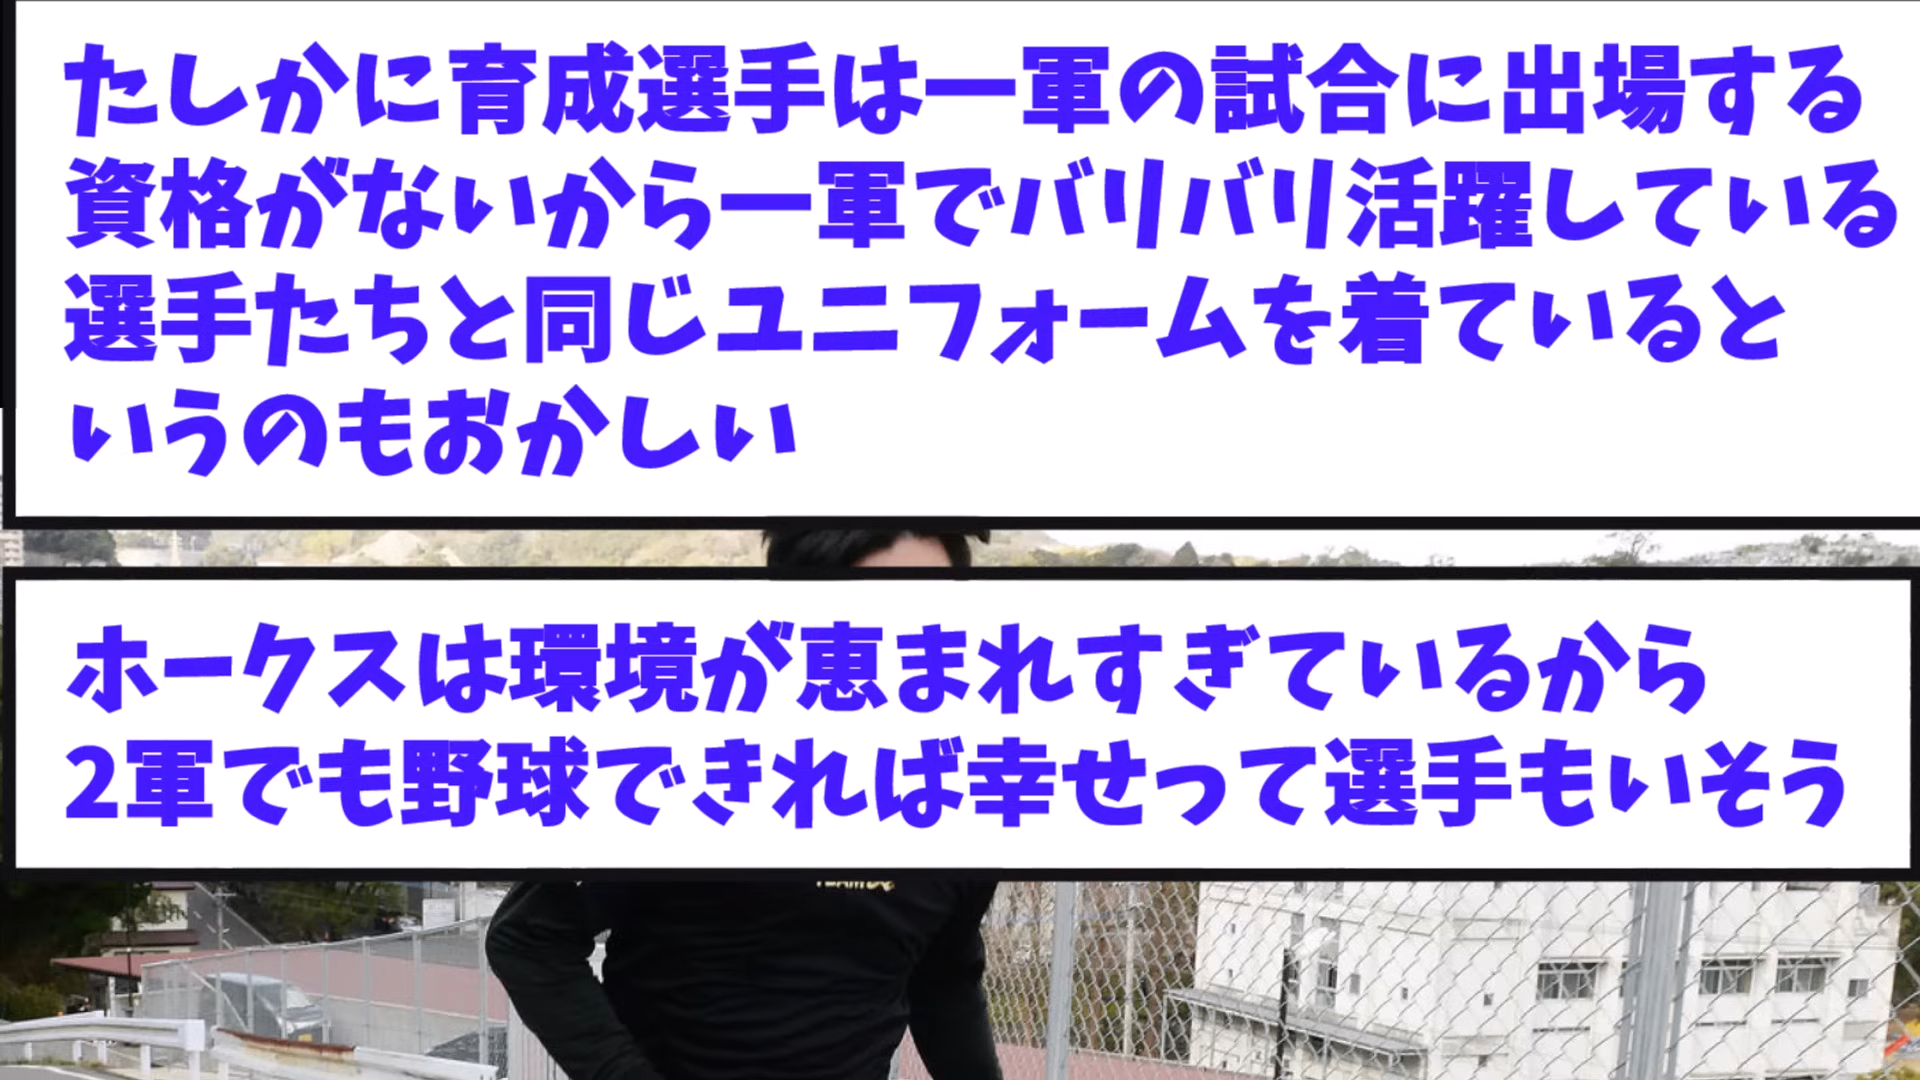 たしかに育成選手は一軍の試合に出場する
資格がないから一軍でバリバリ活躍している
選手たちと同じユニフォームを着ていると
いうのもおかしい
ホークスは環境が恵まれすぎているから
2軍でも野球できれば幸せって選手もいそう